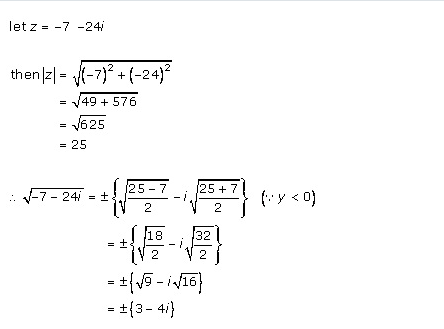 let z = −7 −24i
then |z| = √((−7)² + (−24)²)
= √(49 + 576)
= √625
= 25
∴ √(−7 − 24i) = ±{√((25 − 7)/2) − i√((25 + 7)/2)} (∵ y < 0)
= ±{√(18/2) − i√(32/2)}
= ±{√9 − i√16}
= ±{3 − 4i}